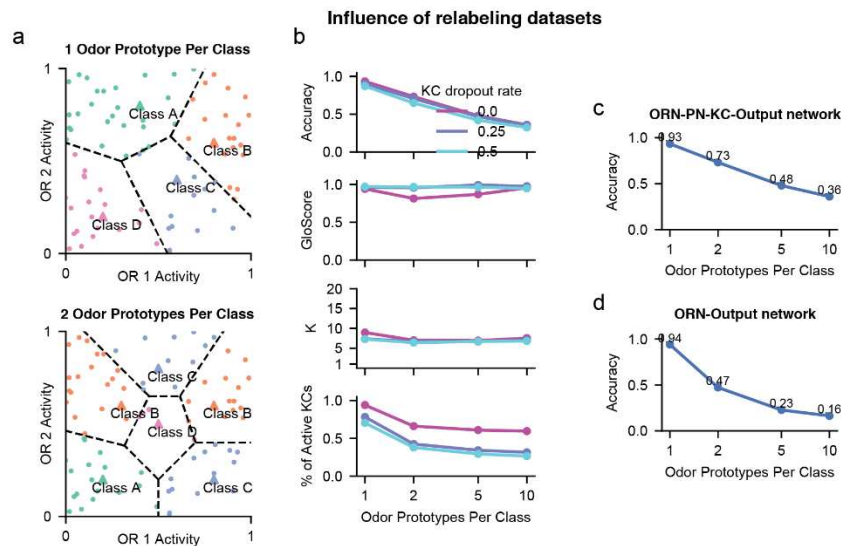 Influence of relabeling datasets
a
1 Odor Prototype Per Class
1
OR 2 Activity
0
Class A
Class B
Class C
Class D
0
1
OR 1 Activity
2 Odor Prototypes Per Class
1
OR 2 Activity
0
Class C
Class B
Class B
Class D
Class A
Class C
0
1
OR 1 Activity
b
KC dropout rate
0.0
0.25
0.5
Accuracy
1.0
0.5
0.0
GloScore
1.0
0.5
0.0
K
20
15
10
5
1
% of Active KCs
1.0
0.5
0.0
1 2 5 10
Odor Prototypes Per Class
c
ORN-PN-KC-Output network
Accuracy
1.0
0.5
0.0
0.93
0.73
0.48
0.36
1 2 5 10
Odor Prototypes Per Class
d
ORN-Output network
Accuracy
1.0
0.5
0.0
0.94
0.47
0.23
0.16
1 2 5 10
Odor Prototypes Per Class